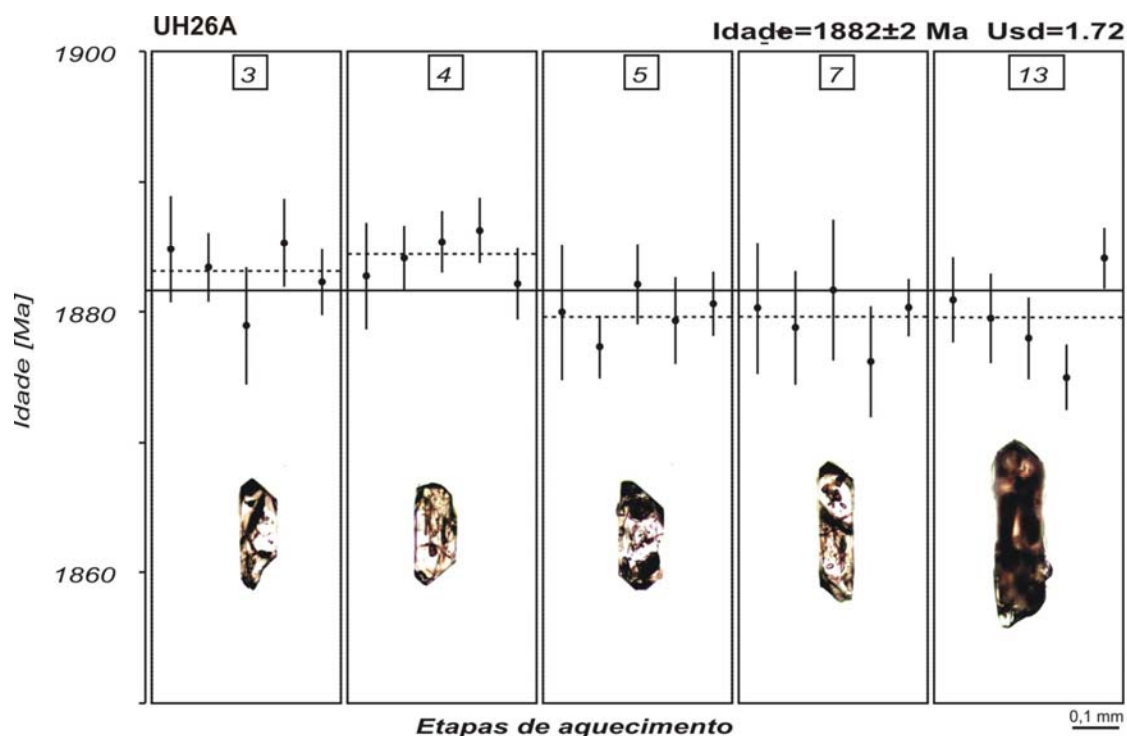 UH26A
Idade=1882±2 Ma Usd=1.72
1900
3
4
5
7
13
1880
Idade [Ma]
1860
Etapas de aquecimento
0,1 mm